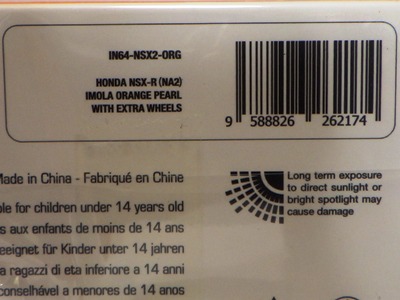 IN64-NSX2-ORG
HONDA NSX-R (NA2)
IMOLA ORANGE PEARL
WITH EXTRA WHEELS
9 588826 262174
Made in China - Fabriqué en Chine
Long term exposure
to direct sunlight or
bright spotlight may
cause damage
for children under 14 years old
aux enfants de moins de 14 ans
für Kinder unter 14 jahren
a ragazzi di eta inferiore a 14 anni
a menores de 14 anos